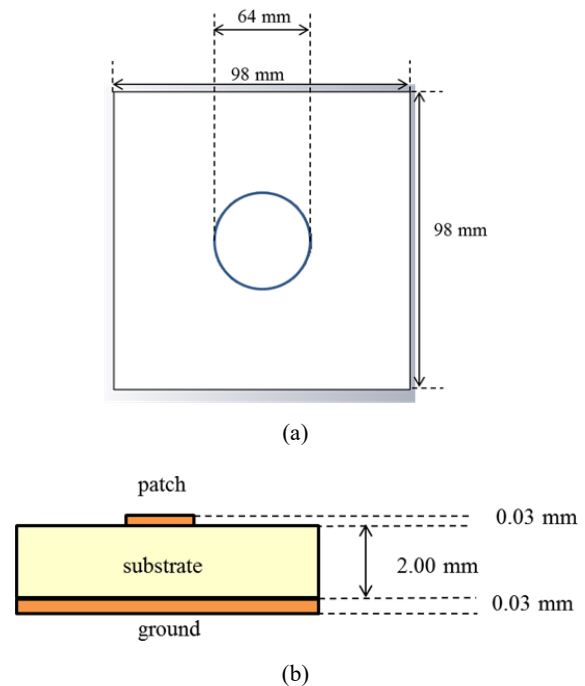 64 mm
98 mm
98 mm
(a)
patch
0.03 mm
substrate
2.00 mm
0.03 mm
ground
(b)